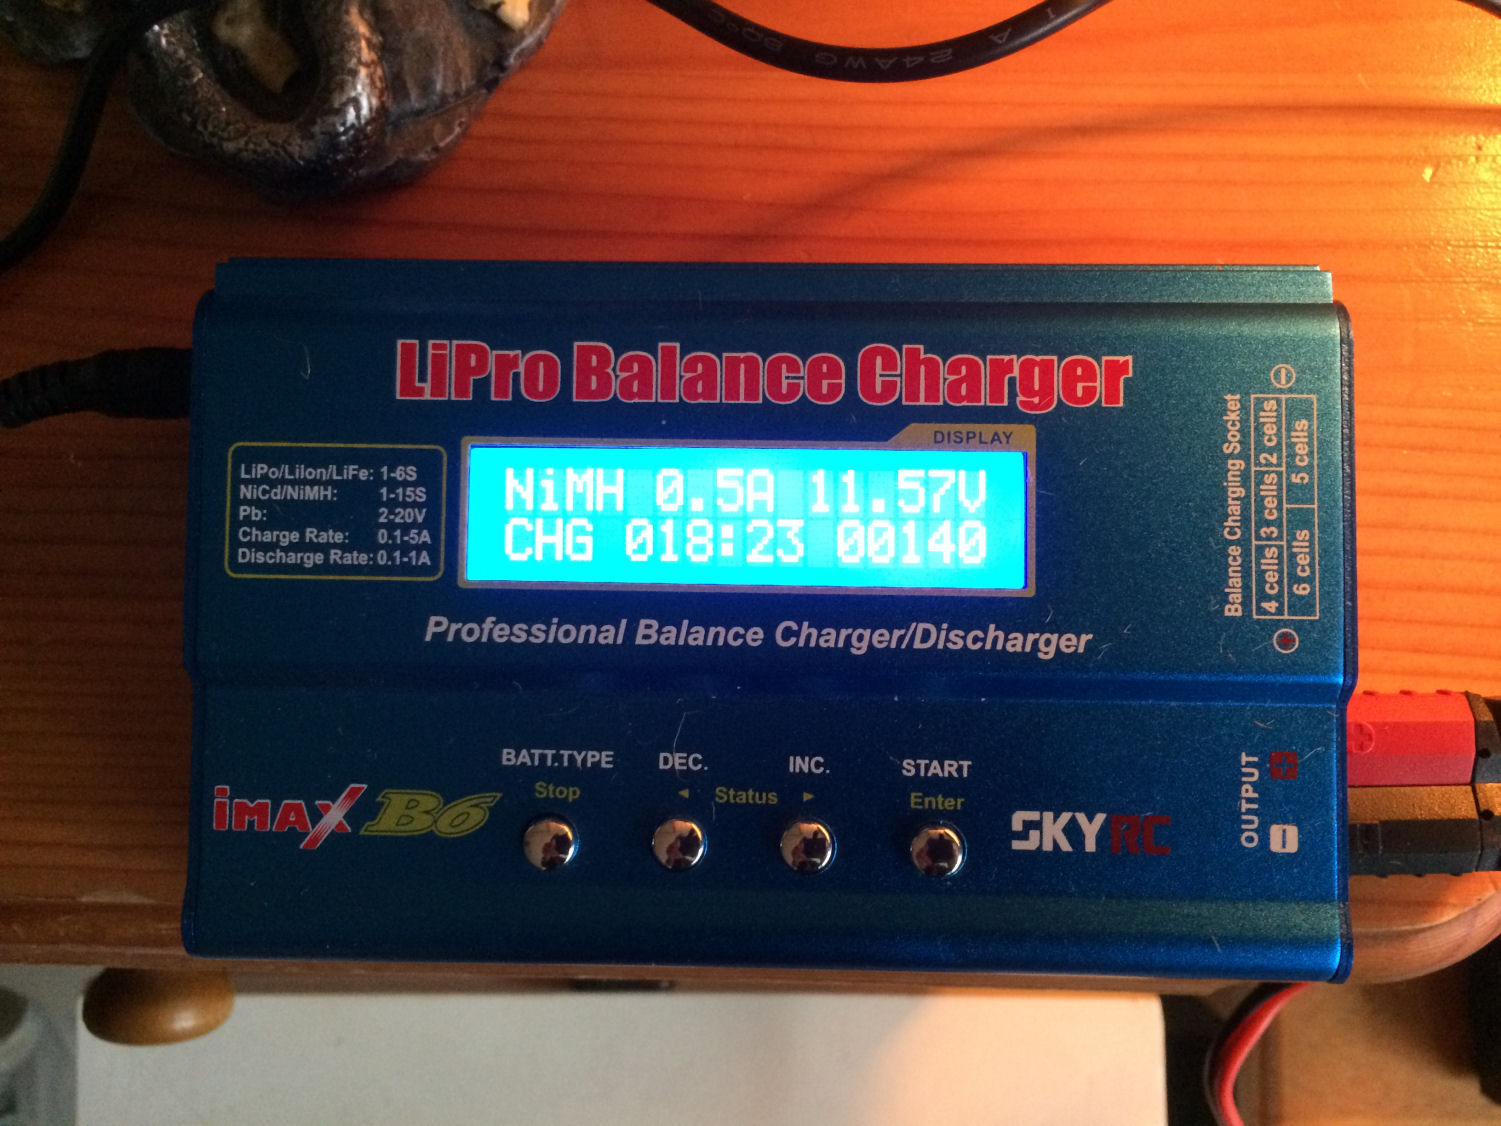 A 24AWG 80°C
LiPro Balance Charger
DISPLAY
LiPo/LiIon/LiFe: 1-6S
NiCd/NiMH: 1-15S
Pb: 2-20V
Charge Rate: 0.1-5A
Discharge Rate: 0.1-1A
NiMH 0.5A 11.57V
CHG 018:23 00140
Professional Balance Charger/Discharger
Balance Charging Socket
4 cells 3 cells 2 cells
6 cells 5 cells
BATT.TYPE DEC. INC. START
Stop ◄ Status ► Enter
iMAX B6
SKYRC
OUTPUT